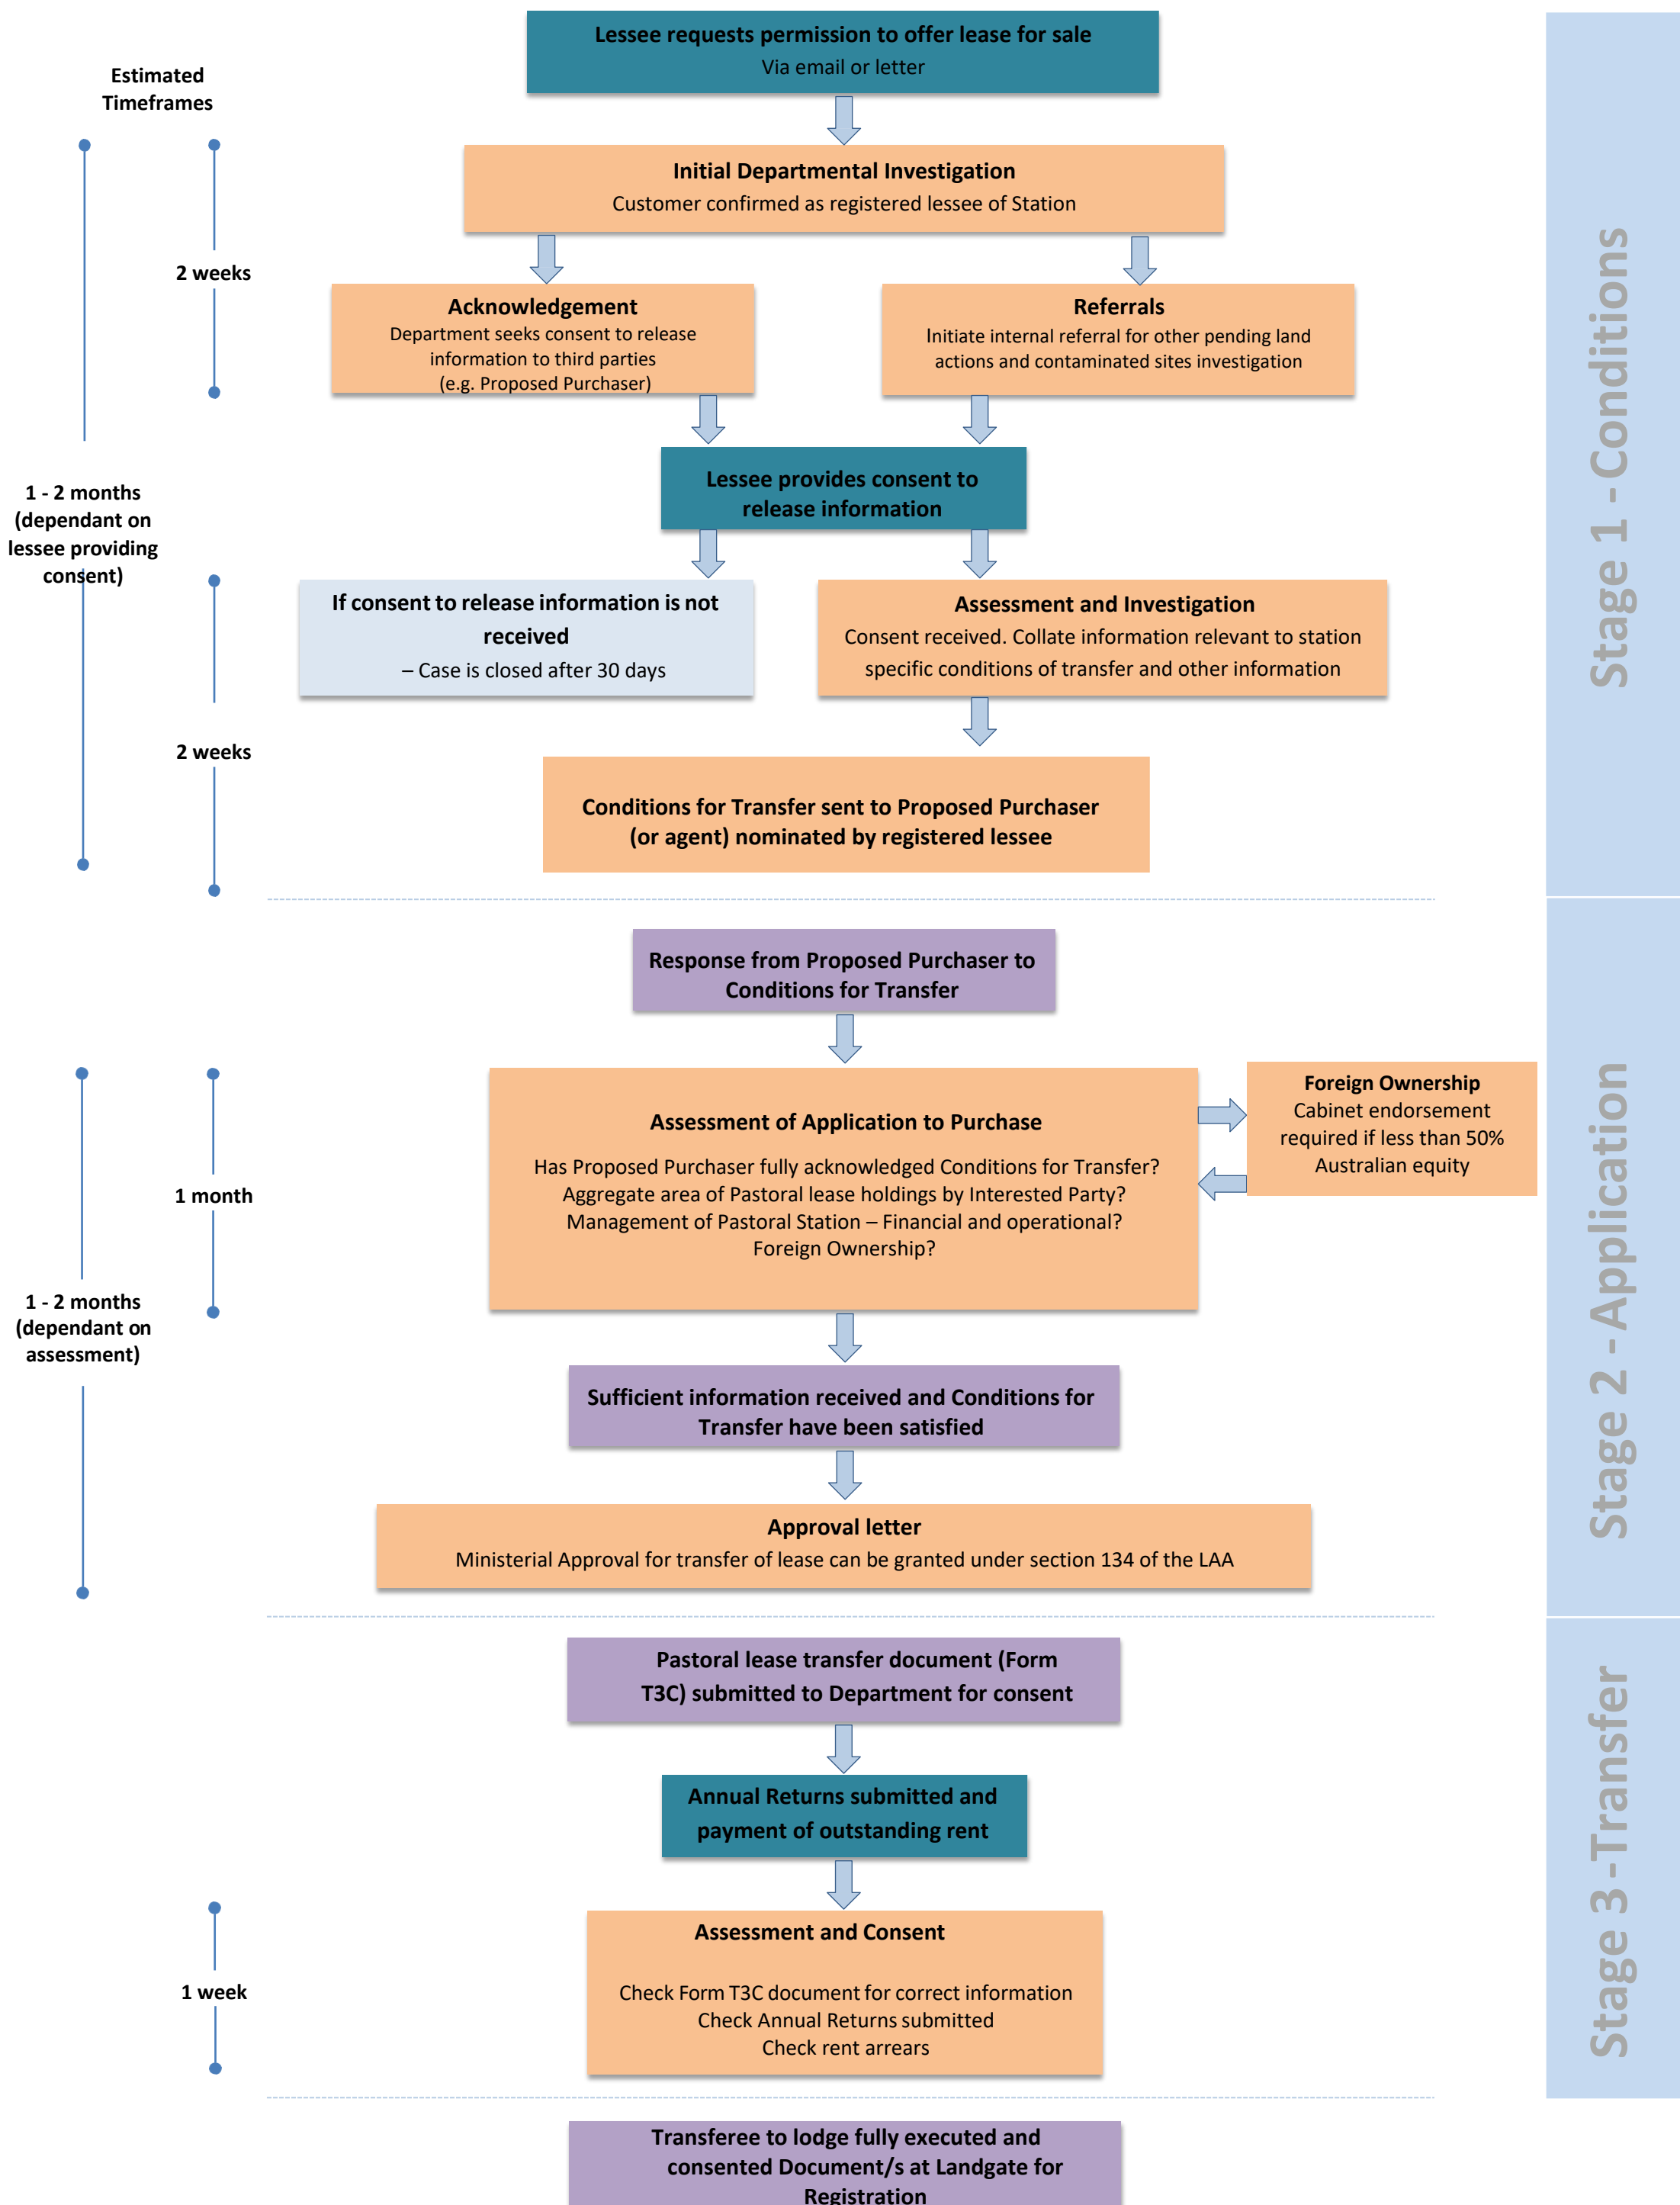 Lessee requests permission to offer lease for sale
Via email or letter
Estimated
Timeframes
Initial Departmental Investigation
Customer confirmed as registered lessee of Station
2 weeks
Acknowledgement
Department seeks consent to release
information to third parties
(e.g. Proposed Purchaser)
Referrals
Initiate internal referral for other pending land
actions and contaminated sites investigation
Lessee provides consent to
release information
1 - 2 months
(dependant on
lessee providing
consent)
If consent to release information is not
received
– Case is closed after 30 days
Assessment and Investigation
Consent received. Collate information relevant to station
specific conditions of transfer and other information
2 weeks
Conditions for Transfer sent to Proposed Purchaser
(or agent) nominated by registered lessee
Stage 1 - Conditions
Response from Proposed Purchaser to
Conditions for Transfer
Assessment of Application to Purchase
Has Proposed Purchaser fully acknowledged Conditions for Transfer?
Aggregate area of Pastoral lease holdings by Interested Party?
Management of Pastoral Station – Financial and operational?
Foreign Ownership?
Foreign Ownership
Cabinet endorsement
required if less than 50%
Australian equity
1 month
1 - 2 months
(dependant on
assessment)
Sufficient information received and Conditions for
Transfer have been satisfied
Approval letter
Ministerial Approval for transfer of lease can be granted under section 134 of the LAA
Stage 2 - Application
Pastoral lease transfer document (Form
T3C) submitted to Department for consent
Annual Returns submitted and
payment of outstanding rent
1 week
Assessment and Consent
Check Form T3C document for correct information
Check Annual Returns submitted
Check rent arrears
Stage 3 -Transfer
Transferee to lodge fully executed and
consented Document/s at Landgate for
Registration